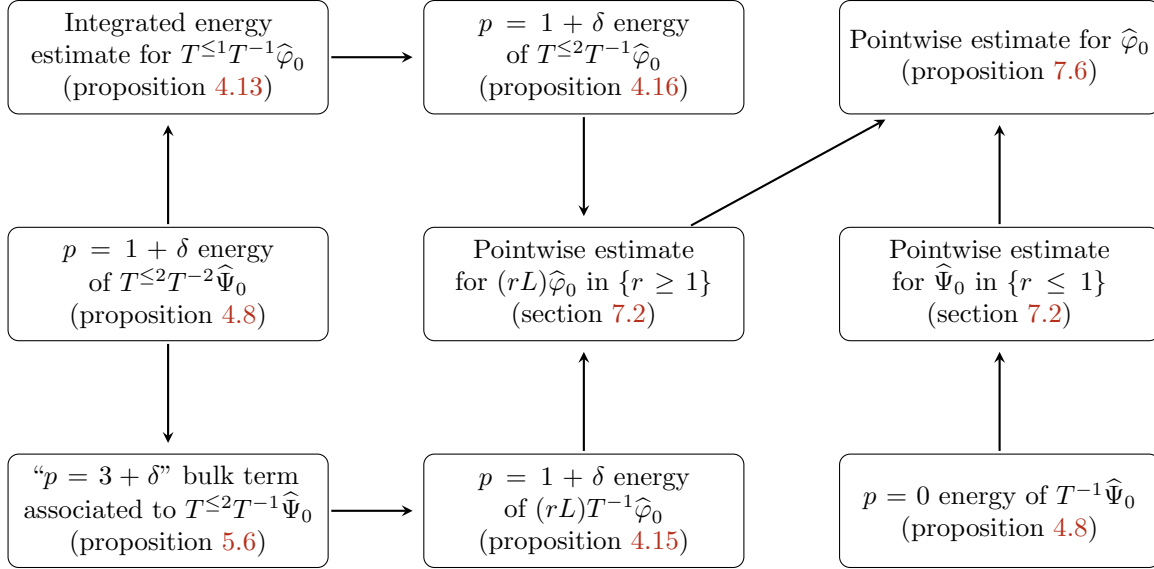 Integrated energy
estimate for $T^{\leq 1}T^{-1}\widehat{\varphi}_0$
(proposition 4.13)
$p = 1 + \delta$ energy
of $T^{\leq 2}T^{-1}\widehat{\varphi}_0$
(proposition 4.16)
Pointwise estimate for $\widehat{\varphi}_0$
(proposition 7.6)
$p = 1 + \delta$ energy
of $T^{\leq 2}T^{-2}\widehat{\Psi}_0$
(proposition 4.8)
Pointwise estimate
for $(rL)\widehat{\varphi}_0$ in $\{r \geq 1\}$
(section 7.2)
Pointwise estimate
for $\widehat{\Psi}_0$ in $\{r \leq 1\}$
(section 7.2)
“$p = 3 + \delta$” bulk term
associated to $T^{\leq 2}T^{-1}\widehat{\Psi}_0$
(proposition 5.6)
$p = 1 + \delta$ energy
of $(rL)T^{-1}\widehat{\varphi}_0$
(proposition 4.15)
$p = 0$ energy of $T^{-1}\widehat{\Psi}_0$
(proposition 4.8)